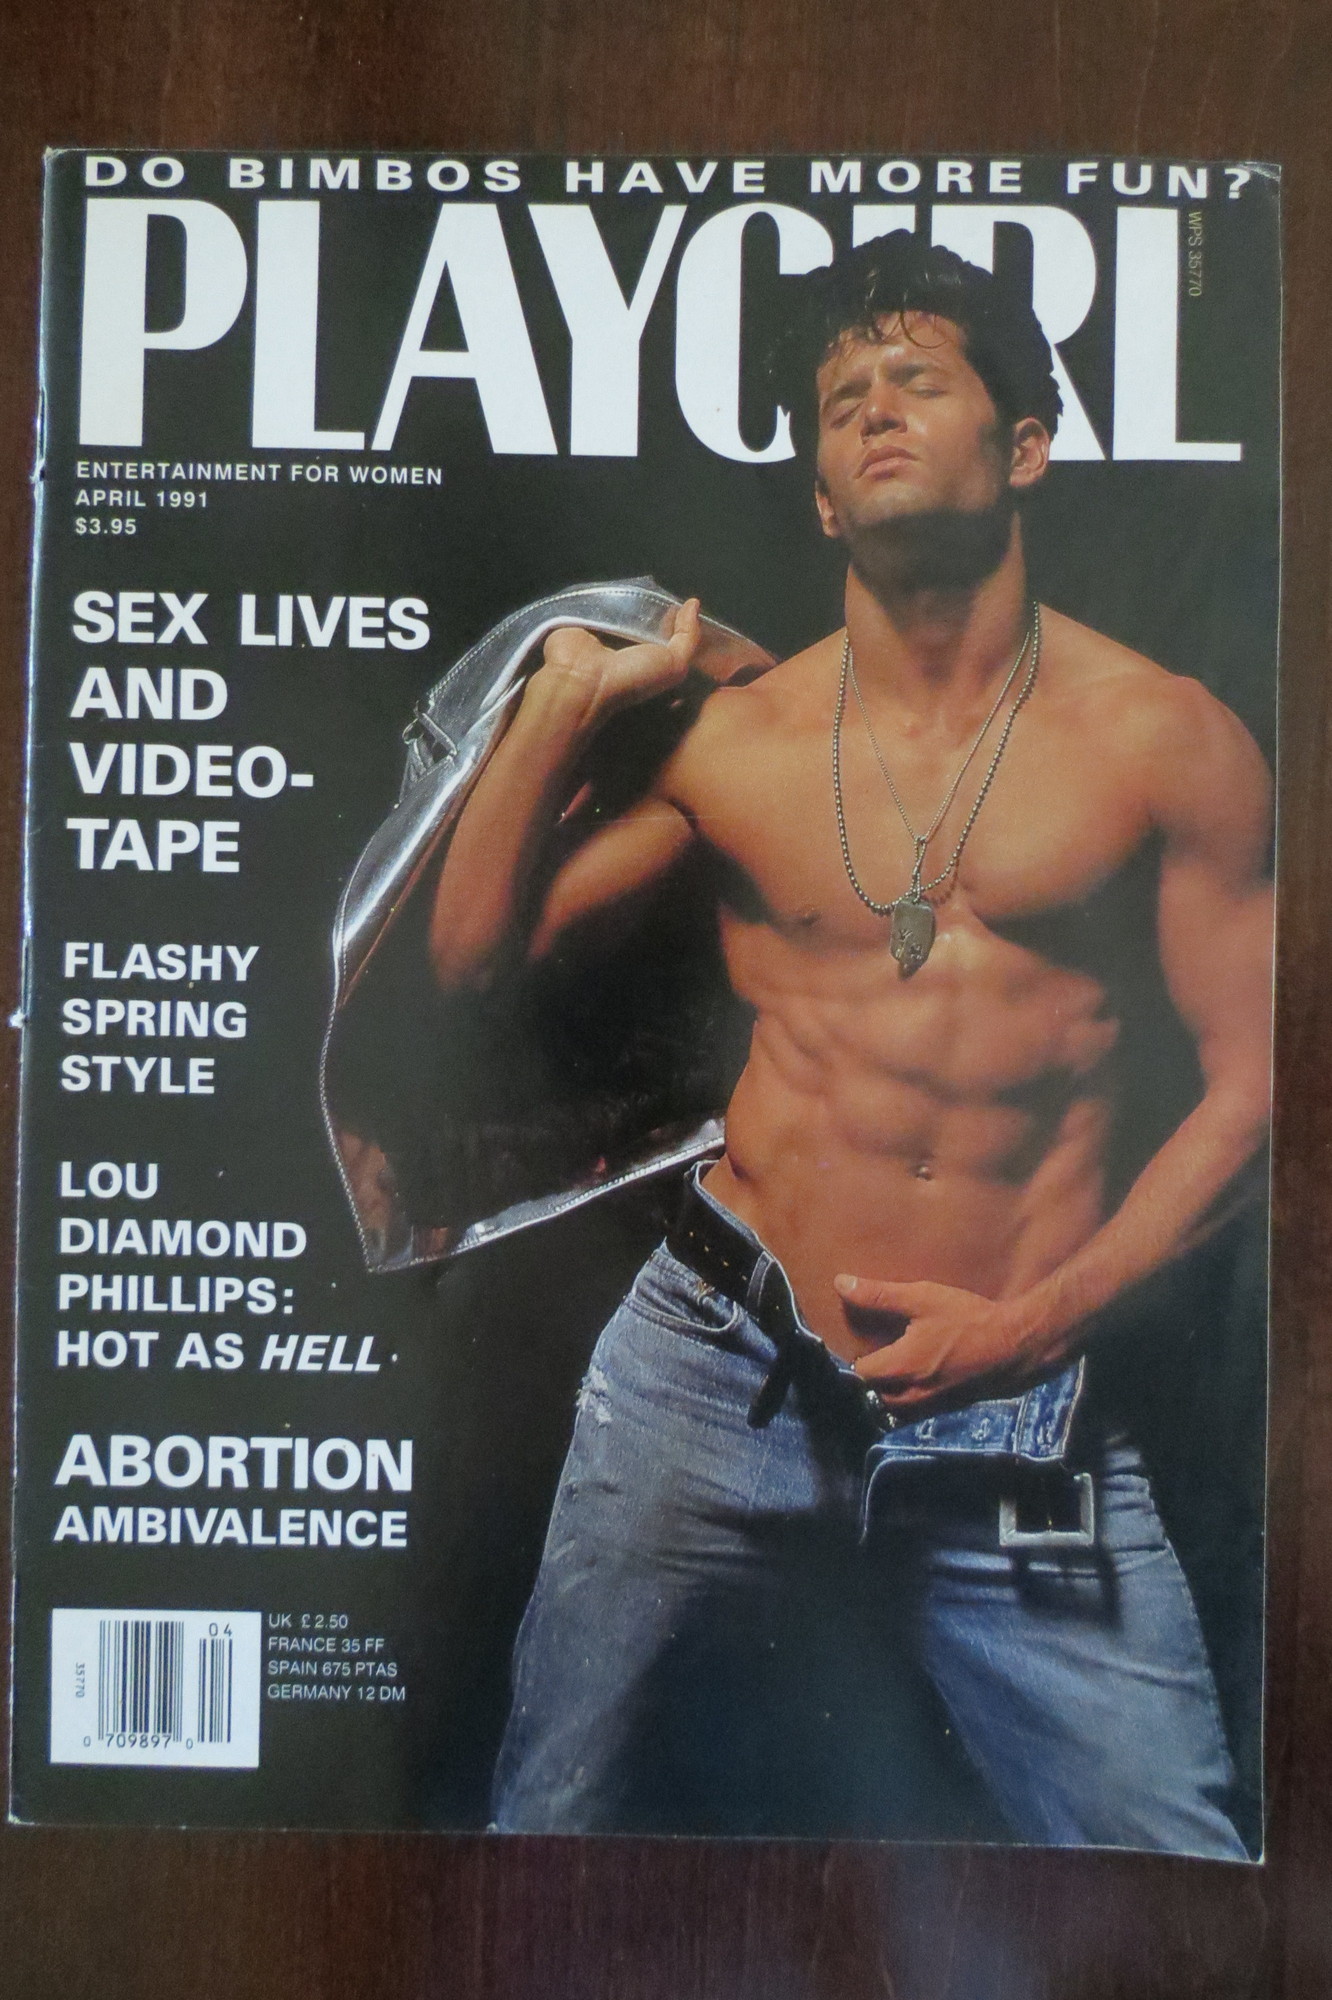 DO BIMBOS HAVE MORE FUN?
PLAYGIRL
WPS 35770
ENTERTAINMENT FOR WOMEN
APRIL 1991
$3.95
SEX LIVES
AND
VIDEO-
TAPE
FLASHY
SPRING
STYLE
LOU
DIAMOND
PHILLIPS:
HOT AS HELL
ABORTION
AMBIVALENCE
04
35770
0 709897 0
UK £2.50
FRANCE 35 FF
SPAIN 675 PTAS
GERMANY 12 DM